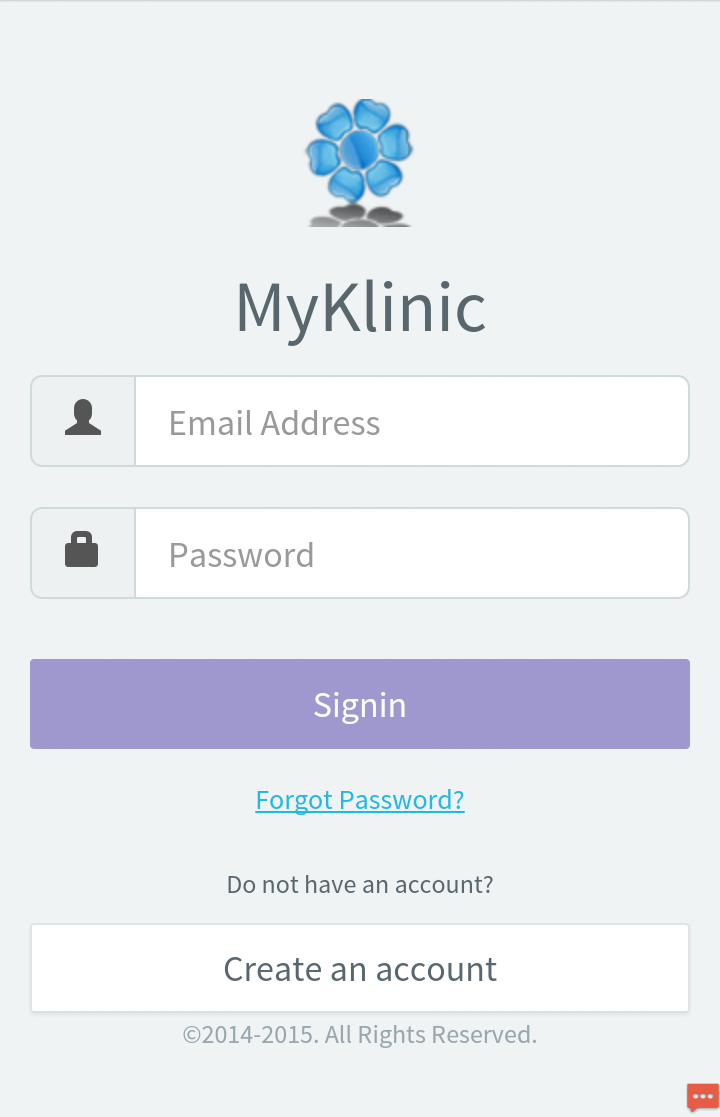 MyKlinic
Email Address
Password
Signin
Forgot Password?
Do not have an account?
Create an account
©2014-2015. All Rights Reserved.